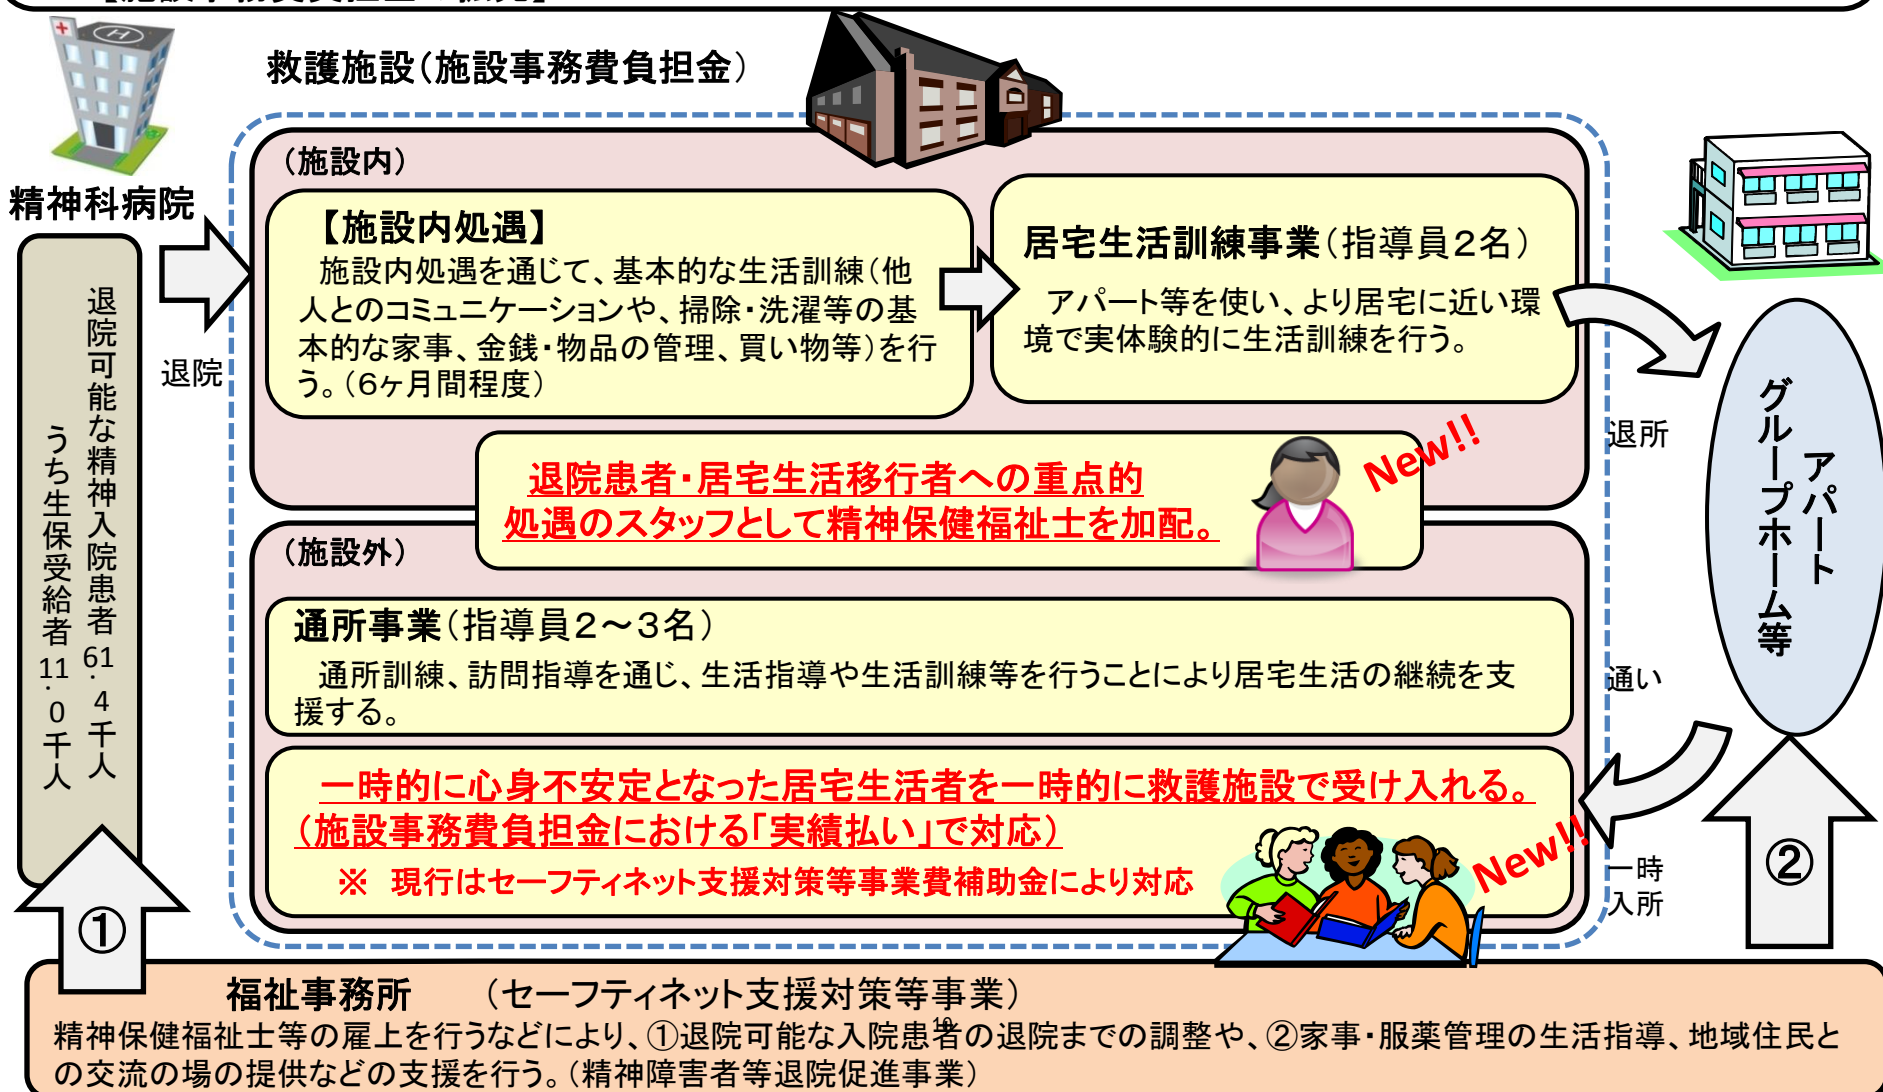 救護施設（施設事務費負担金）
精神科病院
退院可能な精神入院患者 61.4千人
うち生保受給者 11.0千人
退院
（施設内）
【施設内処遇】
施設内処遇を通じて、基本的な生活訓練（他
人とのコミュニケーションや、掃除・洗濯等の基
本的な家事、金銭・物品の管理、買い物等）を行
う。（6ヶ月間程度）
居宅生活訓練事業（指導員２名）
アパート等を使い、より居宅に近い環
境で実体験的に生活訓練を行う。
退院患者・居宅生活移行者への重点的
処遇のスタッフとして精神保健福祉士を加配。
New!!
退所
アパート
グループホーム等
（施設外）
通所事業（指導員２～３名）
通所訓練、訪問指導を通じ、生活指導や生活訓練等を行うことにより居宅生活の継続を支
援する。
通い
一時的に心身不安定となった居宅生活者を一時的に救護施設で受け入れる。
（施設事務費負担金における「実績払い」で対応）
※　現行はセーフティネット支援対策等事業費補助金により対応
New!!
一時
入所
①
②
福祉事務所　（セーフティネット支援対策等事業）
精神保健福祉士等の雇上を行うなどにより、①退院可能な入院患者の退院までの調整や、②家事・服薬管理の生活指導、地域住民と
の交流の場の提供などの支援を行う。（精神障害者等退院促進事業）